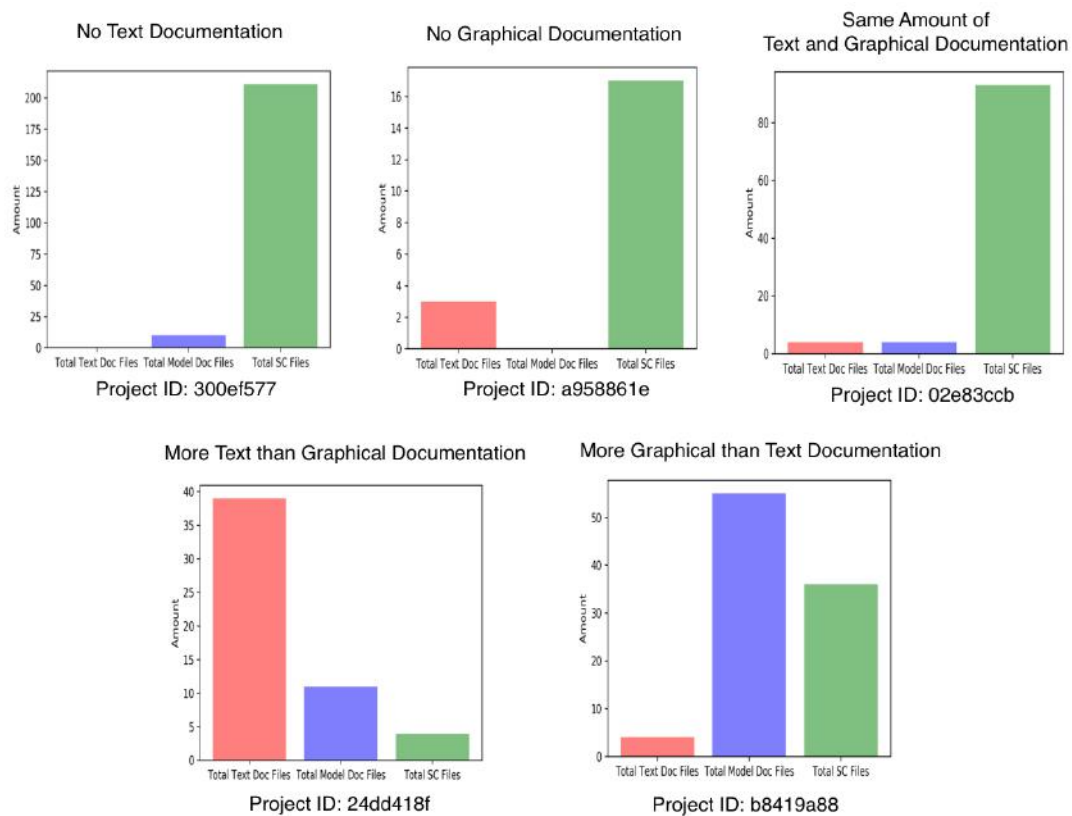 No Text Documentation
Amount
200
175
150
125
100
75
50
25
0
Total Text Doc Files Total Model Doc Files Total SC Files
Project ID: 300ef577
No Graphical Documentation
Amount
16
14
12
10
8
6
4
2
0
Total Text Doc Files Total Model Doc Files Total SC Files
Project ID: a958861e
Same Amount of
Text and Graphical Documentation
Amount
80
60
40
20
0
Total Text Doc Files Total Model Doc Files Total SC Files
Project ID: 02e83ccb
More Text than Graphical Documentation
Amount
40
35
30
25
20
15
10
5
0
Total Text Doc Files Total Model Doc Files Total SC Files
Project ID: 24dd418f
More Graphical than Text Documentation
Amount
50
40
30
20
10
0
Total Text Doc Files Total Model Doc Files Total SC Files
Project ID: b8419a88